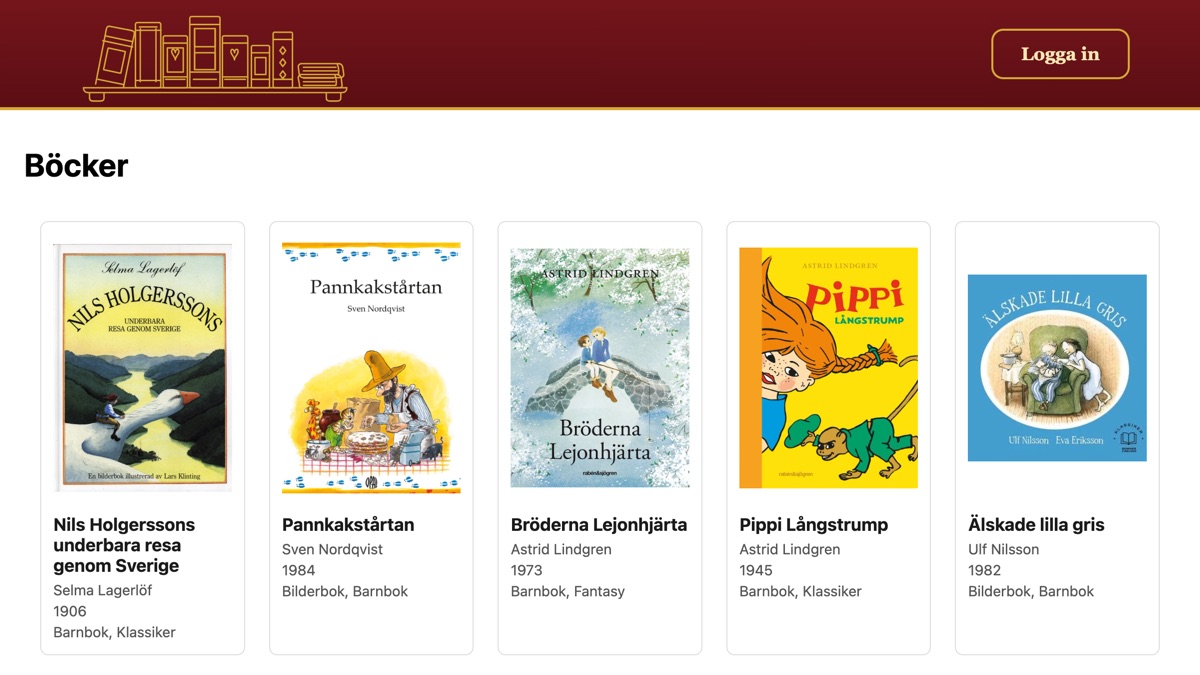 Logga in
Böcker
Selma Lagerlöf
NILS HOLGERSSONS
UNDERBARA
RESA GENOM SVERIGE
En bilderbok illustrerad av Lars Klinting
Nils Holgerssons
underbara resa
genom Sverige
Selma Lagerlöf
1906
Barnbok, Klassiker
Pannkakstårtan
Sven Nordqvist
OPAL
Pannkakstårtan
Sven Nordqvist
1984
Bilderbok, Barnbok
ASTRID LINDGREN
Bröderna
Lejonhjärta
rabén&sjögren
Bröderna Lejonhjärta
Astrid Lindgren
1973
Barnbok, Fantasy
ASTRID LINDGREN
PIPPI
LÅNGSTRUMP
rabén&sjögren
Pippi Långstrump
Astrid Lindgren
1945
Barnbok, Klassiker
ÄLSKADE LILLA GRIS
Ulf Nilsson Eva Eriksson
KLASSIKER
Älskade lilla gris
Ulf Nilsson
1982
Bilderbok, Barnbok